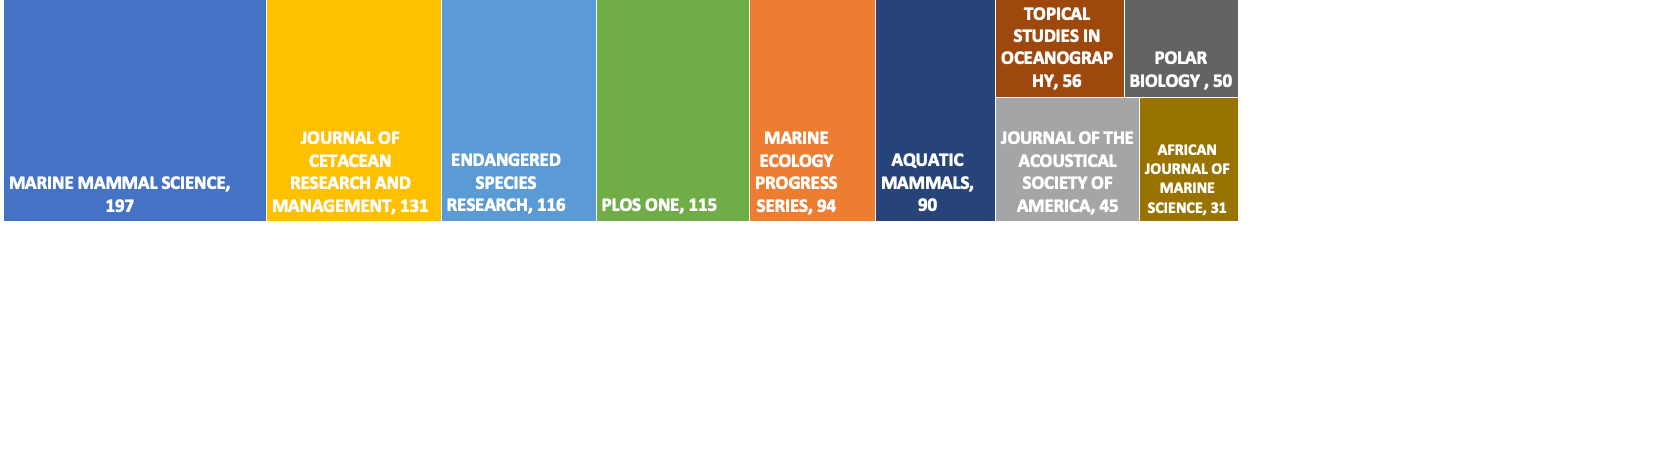 MARINE MAMMAL SCIENCE,
197
JOURNAL OF
CETACEAN
RESEARCH AND
MANAGEMENT, 131
ENDANGERED
SPECIES
RESEARCH, 116
PLOS ONE, 115
MARINE
ECOLOGY
PROGRESS
SERIES, 94
AQUATIC
MAMMALS,
90
TOPICAL
STUDIES IN
OCEANOGRAP
HY, 56
POLAR
BIOLOGY , 50
JOURNAL OF THE
ACOUSTICAL
SOCIETY OF
AMERICA, 45
AFRICAN
JOURNAL OF
MARINE
SCIENCE, 31